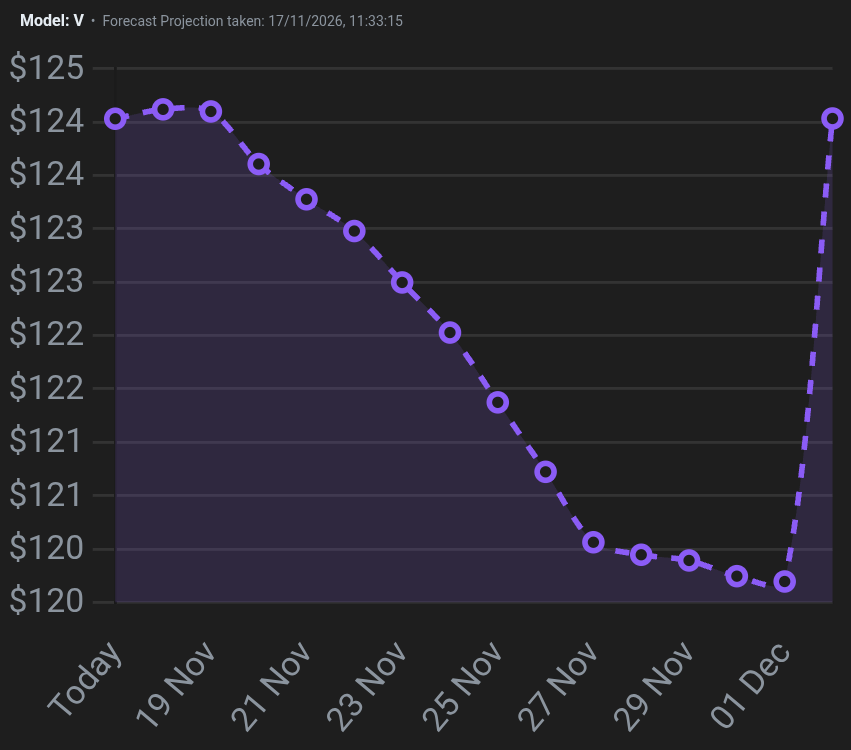 Model: V • Forecast Projection taken: 17/11/2026, 11:33:15
$125
$124
$124
$123
$123
$122
$122
$121
$121
$120
$120
Today
19 Nov
21 Nov
23 Nov
25 Nov
27 Nov
29 Nov
01 Dec